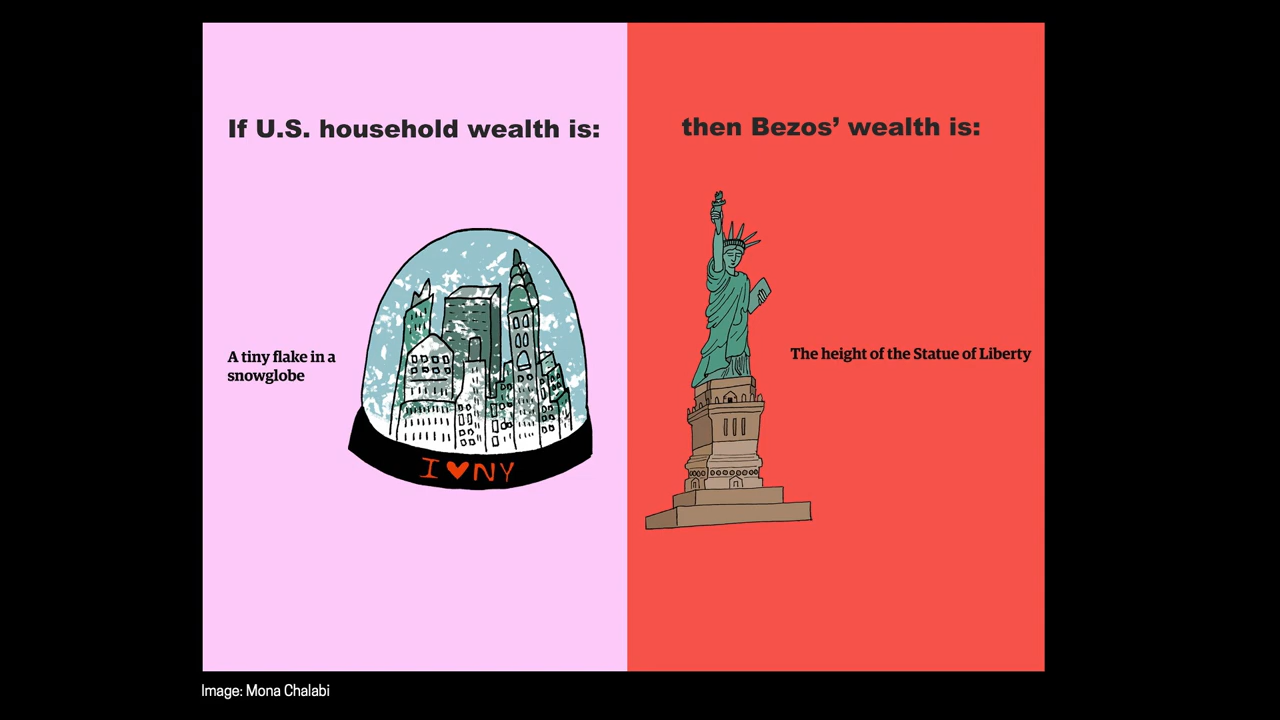 If U.S. household wealth is:
A tiny flake in a
snowglobe
I ♥ NY
then Bezos’ wealth is:
The height of the Statue of Liberty
Image: Mona Chalabi